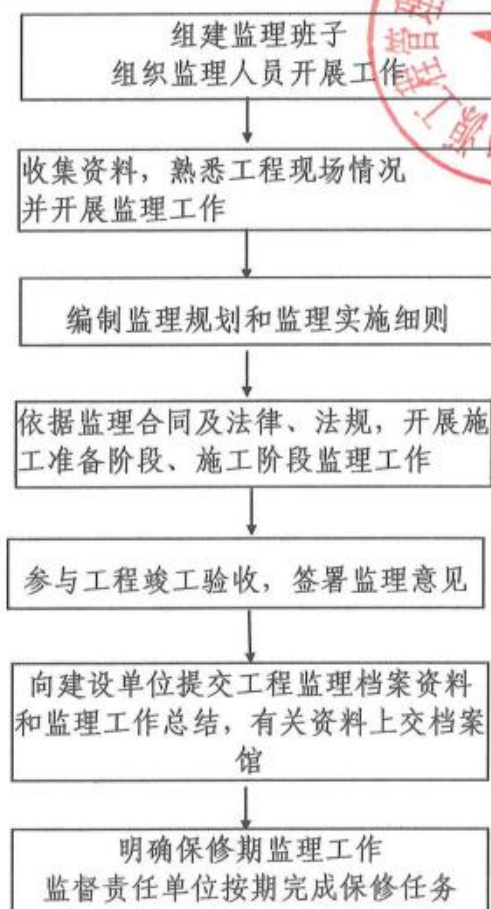 组建监理班子
组织监理人员开展工作
收集资料，熟悉工程现场情况
并开展监理工作
编制监理规划和监理实施细则
依据监理合同及法律、法规，开展施
工准备阶段、施工阶段监理工作
参与工程竣工验收，签署监理意见
向建设单位提交工程监理档案资料
和监理工作总结，有关资料上交档案
馆
明确保修期监理工作
监督责任单位按期完成保修任务
工程管理